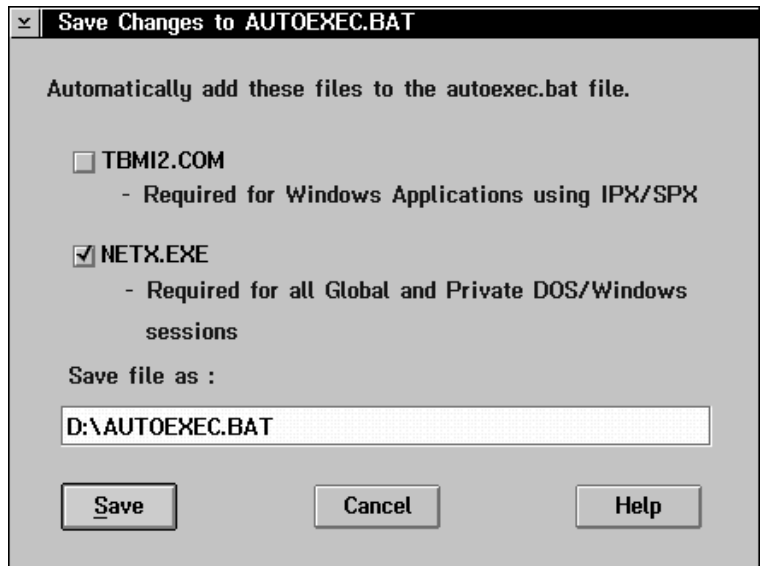 Save Changes to AUTOEXEC.BAT
Automatically add these files to the autoexec.bat file.
TBMI2.COM
- Required for Windows Applications using IPX/SPX
NETX.EXE
- Required for all Global and Private DOS/Windows
sessions
Save file as :
D:\AUTOEXEC.BAT
Save Cancel Help